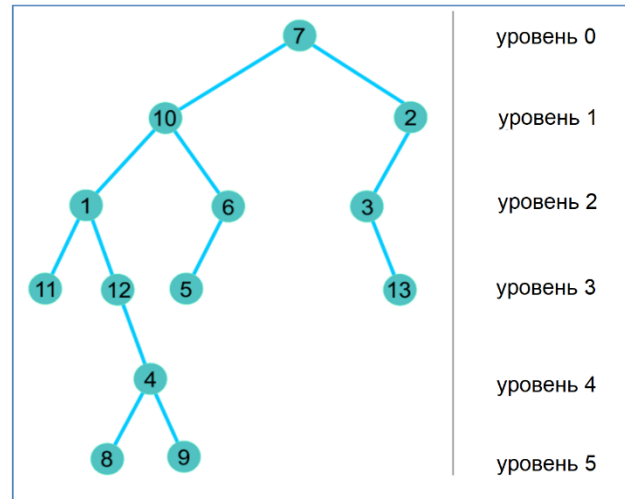 7 уровень 0
10 2 уровень 1
1 6 3 уровень 2
11 12 5 13 уровень 3
4 уровень 4
8 9 уровень 5